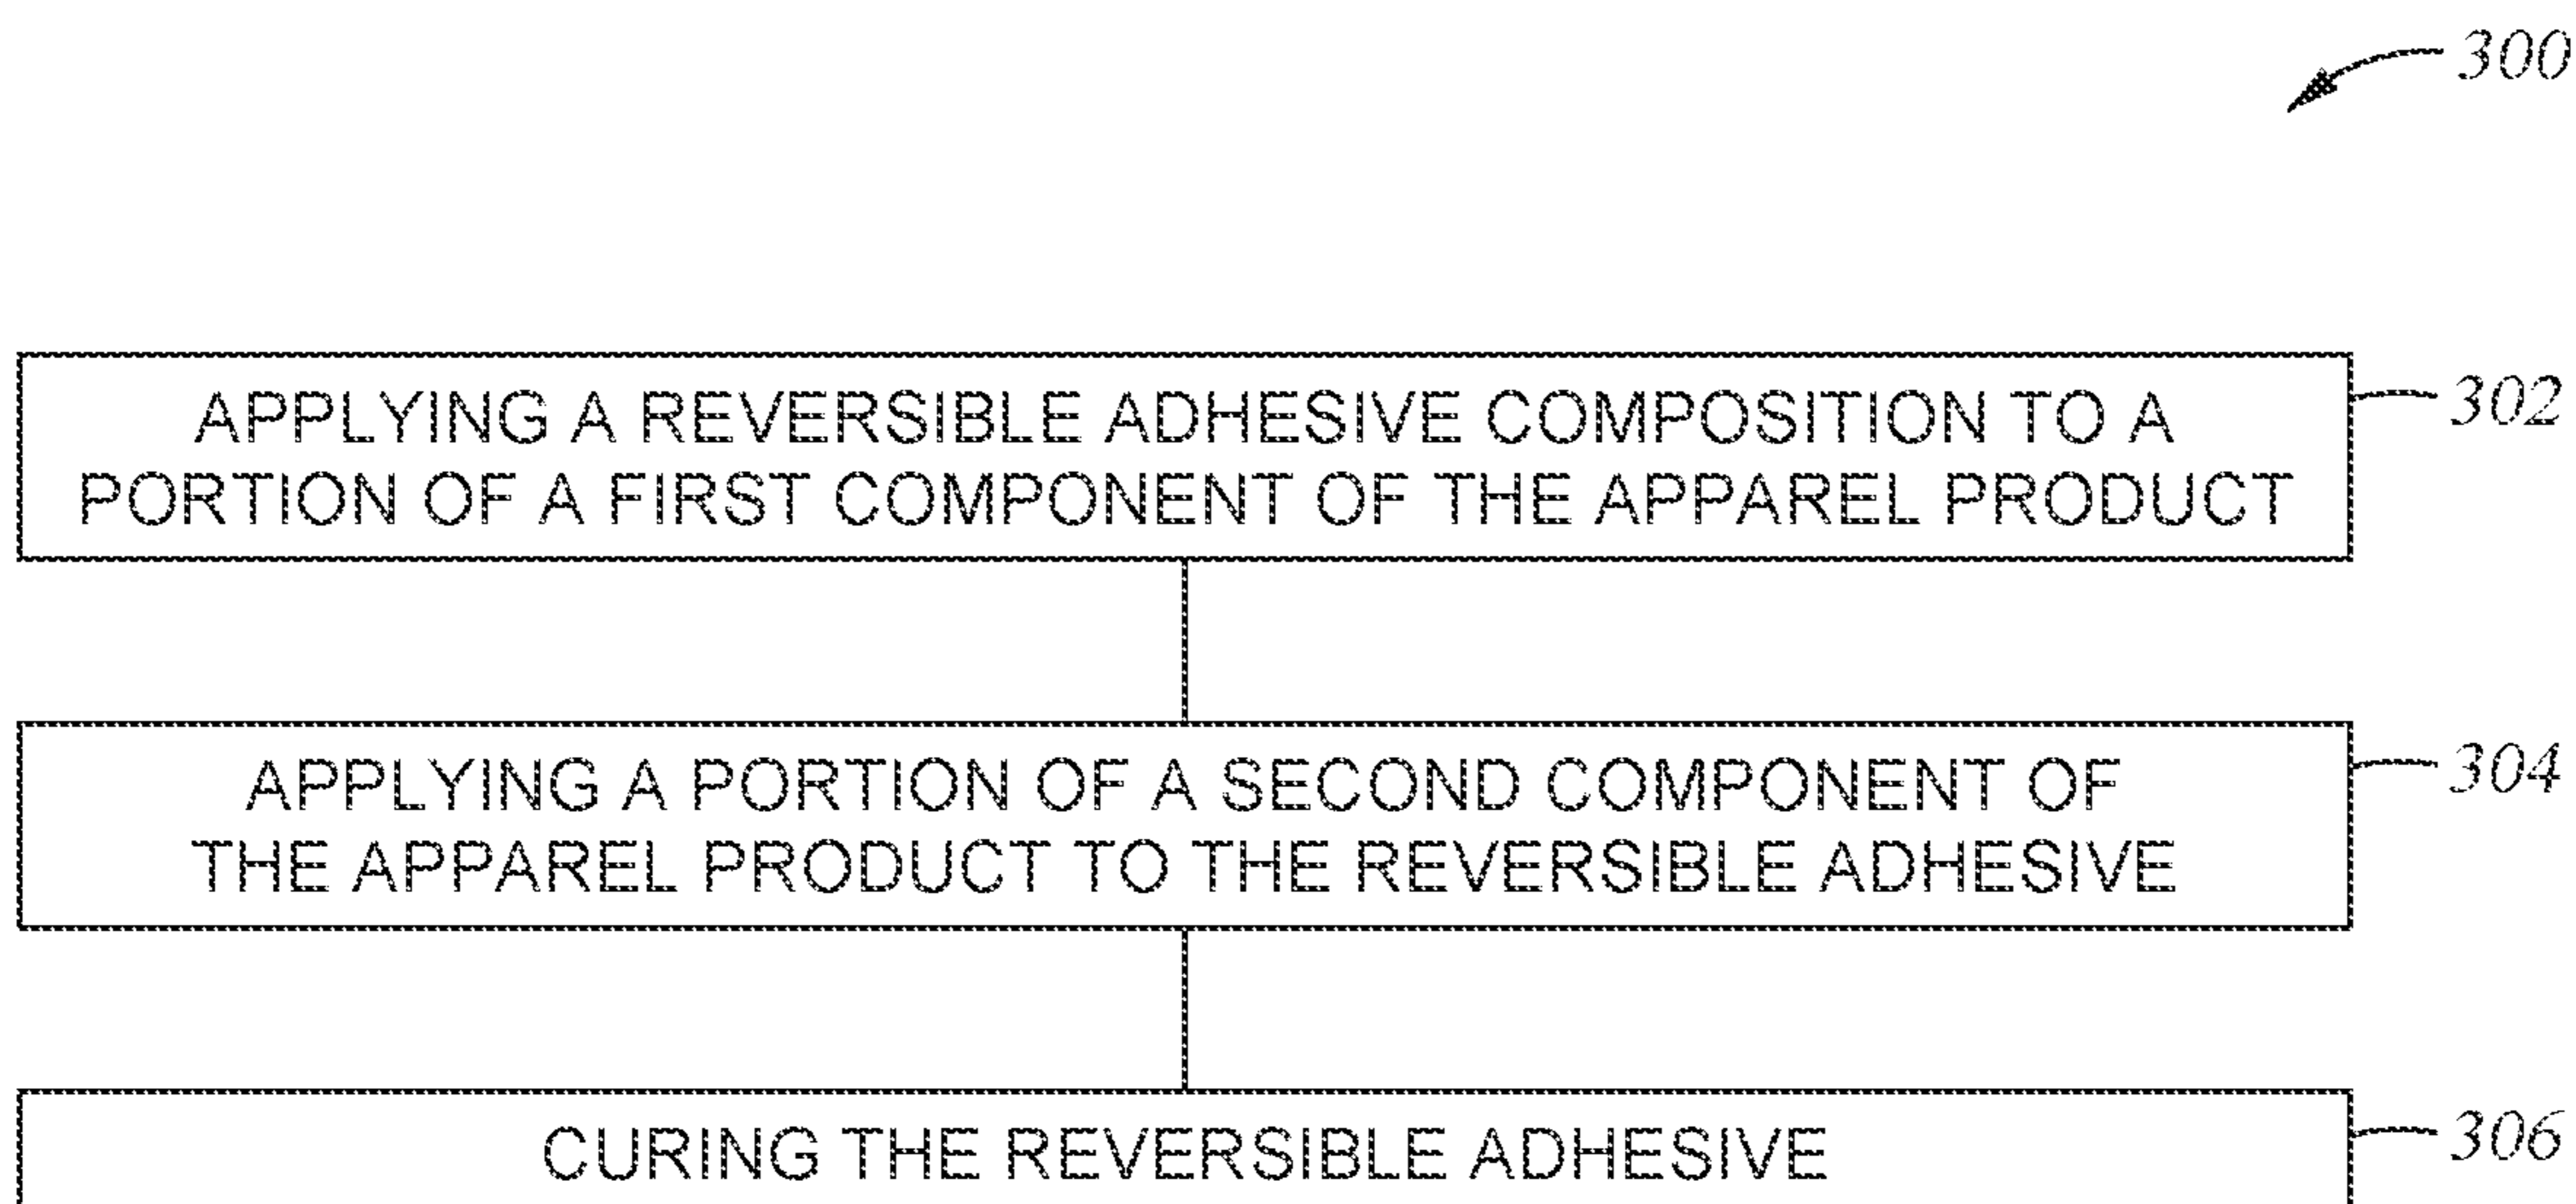 300
APPLYING A REVERSIBLE ADHESIVE COMPOSITION TO A
PORTION OF A FIRST COMPONENT OF THE APPAREL PRODUCT
302
APPLYING A PORTION OF A SECOND COMPONENT OF
THE APPAREL PRODUCT TO THE REVERSIBLE ADHESIVE
304
CURING THE REVERSIBLE ADHESIVE
306